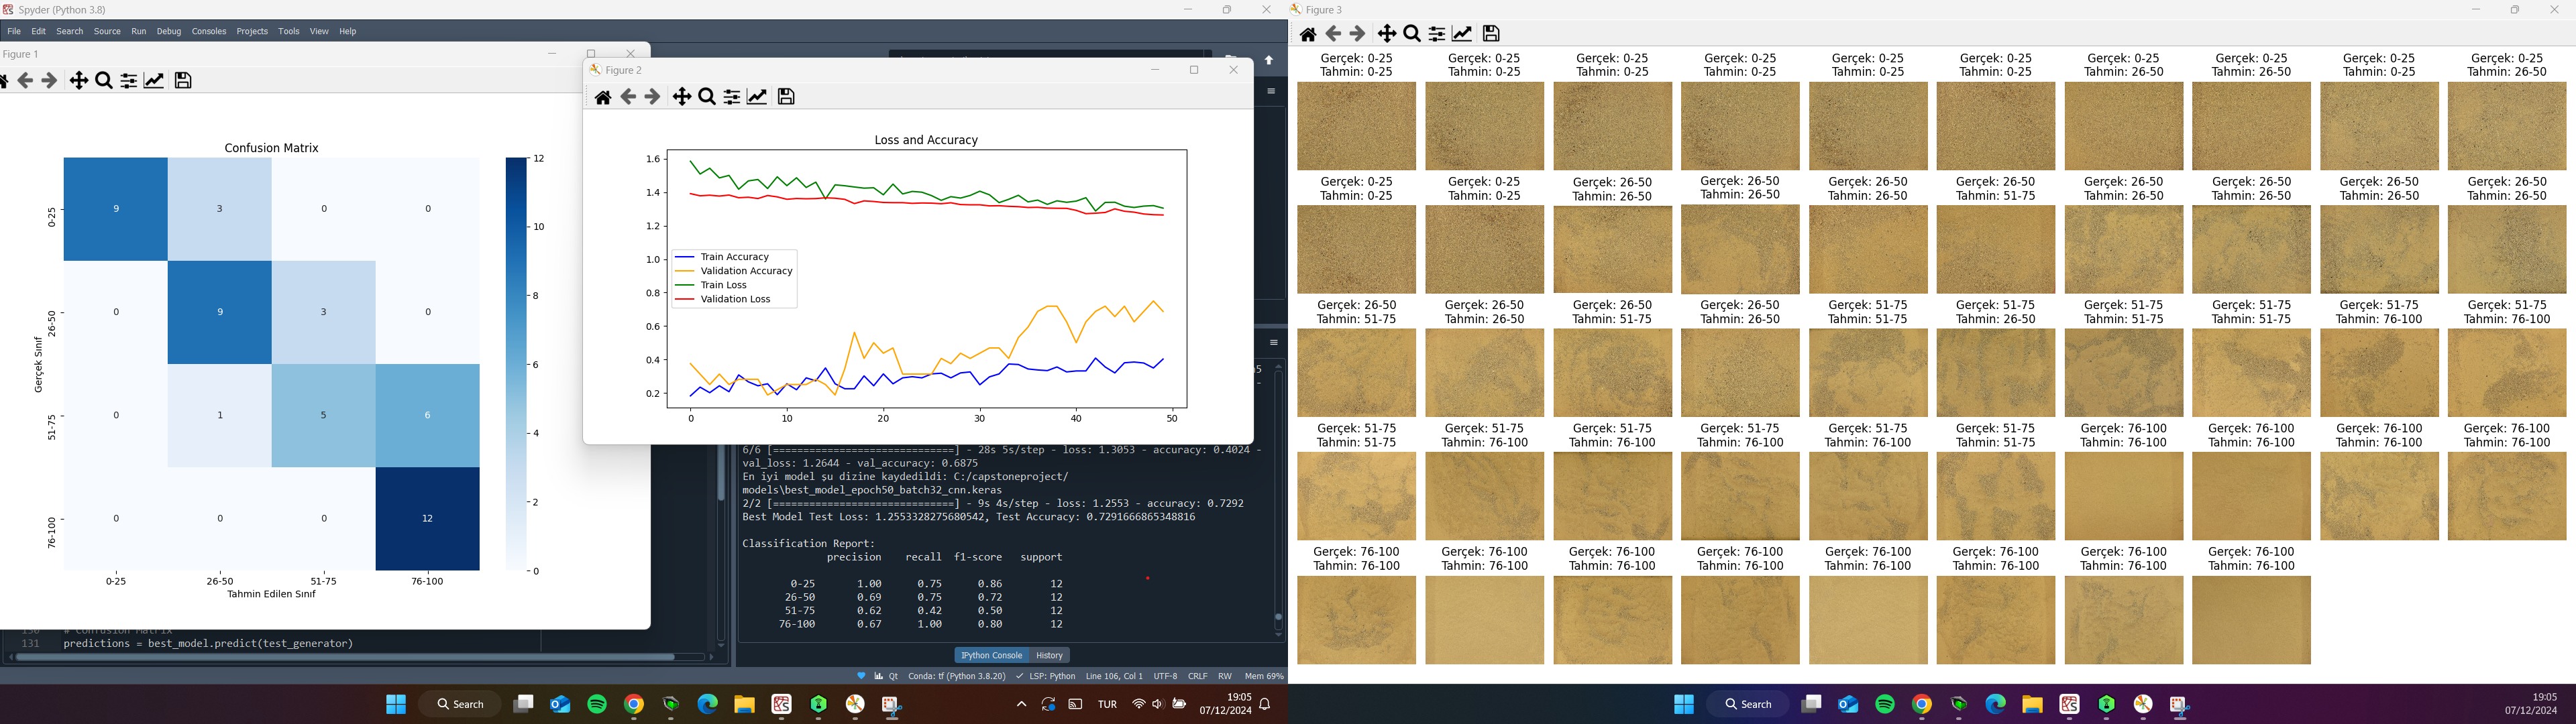 Spyder (Python 3.8)
File Edit Search Source Run Debug Consoles Projects Tools View Help
Figure 1
Confusion Matrix
9 3 0 0
0 9 3 0
0 1 5 6
0 0 0 12
0-25
26-50
51-75
76-100
Gerçek Sınıf
0-25 26-50 51-75 76-100
Tahmin Edilen Sınıf
12
10
8
6
4
2
0
Figure 2
Loss and Accuracy
1.6
1.4
1.2
1.0
0.8
0.6
0.4
0.2
Train Accuracy
Validation Accuracy
Train Loss
Validation Loss
0 10 20 30 40 50
6/6 [==============================] - 28s 5s/step - loss: 1.3053 - accuracy: 0.4024 -
val_loss: 1.2644 - val_accuracy: 0.6875
En iyi model şu dizine kaydedildi: C:/capstoneproject/
models\best_model_epoch50_batch32_cnn.keras
2/2 [==============================] - 9s 4s/step - loss: 1.2553 - accuracy: 0.7292
Best Model Test Loss: 1.2553328275680542, Test Accuracy: 0.7291666865348816
Classification Report:
precision recall f1-score support
0-25 1.00 0.75 0.86 12
26-50 0.69 0.75 0.72 12
51-75 0.62 0.42 0.50 12
76-100 0.67 1.00 0.80 12
130 # Confusion Matrix
131 predictions = best_model.predict(test_generator)
IPython Console History
Qt Conda: tf (Python 3.8.20) LSP: Python Line 106, Col 1 UTF-8 CRLF RW Mem 69%
Search
TUR
19:05
07/12/2024
Figure 3
Gerçek: 0-25 Gerçek: 0-25 Gerçek: 0-25 Gerçek: 0-25 Gerçek: 0-25 Gerçek: 0-25 Gerçek: 0-25 Gerçek: 0-25 Gerçek: 0-25 Gerçek: 0-25
Tahmin: 0-25 Tahmin: 0-25 Tahmin: 0-25 Tahmin: 0-25 Tahmin: 0-25 Tahmin: 0-25 Tahmin: 26-50 Tahmin: 26-50 Tahmin: 0-25 Tahmin: 26-50
Gerçek: 0-25 Gerçek: 0-25 Gerçek: 26-50 Gerçek: 26-50 Gerçek: 26-50 Gerçek: 26-50 Gerçek: 26-50 Gerçek: 26-50 Gerçek: 26-50 Gerçek: 26-50
Tahmin: 0-25 Tahmin: 0-25 Tahmin: 26-50 Tahmin: 26-50 Tahmin: 26-50 Tahmin: 51-75 Tahmin: 26-50 Tahmin: 26-50 Tahmin: 26-50 Tahmin: 26-50
Gerçek: 26-50 Gerçek: 26-50 Gerçek: 26-50 Gerçek: 26-50 Gerçek: 51-75 Gerçek: 51-75 Gerçek: 51-75 Gerçek: 51-75 Gerçek: 51-75 Gerçek: 51-75
Tahmin: 51-75 Tahmin: 26-50 Tahmin: 51-75 Tahmin: 26-50 Tahmin: 51-75 Tahmin: 26-50 Tahmin: 51-75 Tahmin: 51-75 Tahmin: 76-100 Tahmin: 76-100
Gerçek: 51-75 Gerçek: 51-75 Gerçek: 51-75 Gerçek: 51-75 Gerçek: 51-75 Gerçek: 51-75 Gerçek: 76-100 Gerçek: 76-100 Gerçek: 76-100 Gerçek: 76-100
Tahmin: 51-75 Tahmin: 76-100 Tahmin: 76-100 Tahmin: 76-100 Tahmin: 76-100 Tahmin: 51-75 Tahmin: 76-100 Tahmin: 76-100 Tahmin: 76-100 Tahmin: 76-100
Gerçek: 76-100 Gerçek: 76-100 Gerçek: 76-100 Gerçek: 76-100 Gerçek: 76-100 Gerçek: 76-100 Gerçek: 76-100 Gerçek: 76-100
Tahmin: 76-100 Tahmin: 76-100 Tahmin: 76-100 Tahmin: 76-100 Tahmin: 76-100 Tahmin: 76-100 Tahmin: 76-100 Tahmin: 76-100
Search
19:05
07/12/2024